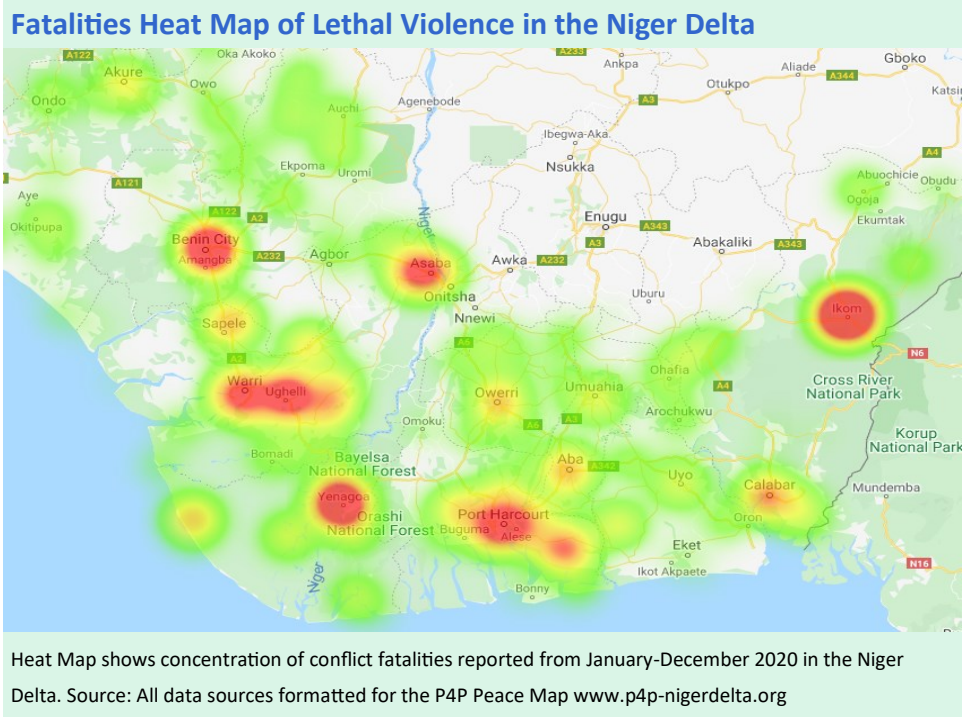 Fatalities Heat Map of Lethal Violence in the Niger Delta
A122
Oka Akoko
A233
Ankpa
Akure
Owo
Otukpo
Aliade
A344
Gboko
Ondo
Auchi
Agenebode
A3
Ibegwa-Aka
Nsukka
A4
Ekpoma
Uromi
A121
Abuochichie
Obudu
Aye
Ogoja
Okitipupa
A122
A2
Niger
Enugu
A343
Ekumtak
Benin City
Amangba
A232
Agbor
Asaba
Awka
A232
A3
Abakaliki
A343
Onitsha
Uburu
Nnewi
Ikom
Sapele
A6
N6
A2
Warri
Ughelli
Owerri
Umuahia
Ohafia
A4
Cross River
National Park
Arochukwu
Omoku
A6
A3
Korup
National Park
Bomadi
Bayelsa
National Forest
Aba
A342
Uyo
Calabar
Mundemba
Yenagoa
Orashi
National Forest
Port Harcourt
Buguma
Alese
Oron
Eket
Niger
Ikot Akpaete
N16
Bonny
Heat Map shows concentration of conflict fatalities reported from January-December 2020 in the Niger
Delta. Source: All data sources formatted for the P4P Peace Map www.p4p-nigerdelta.org